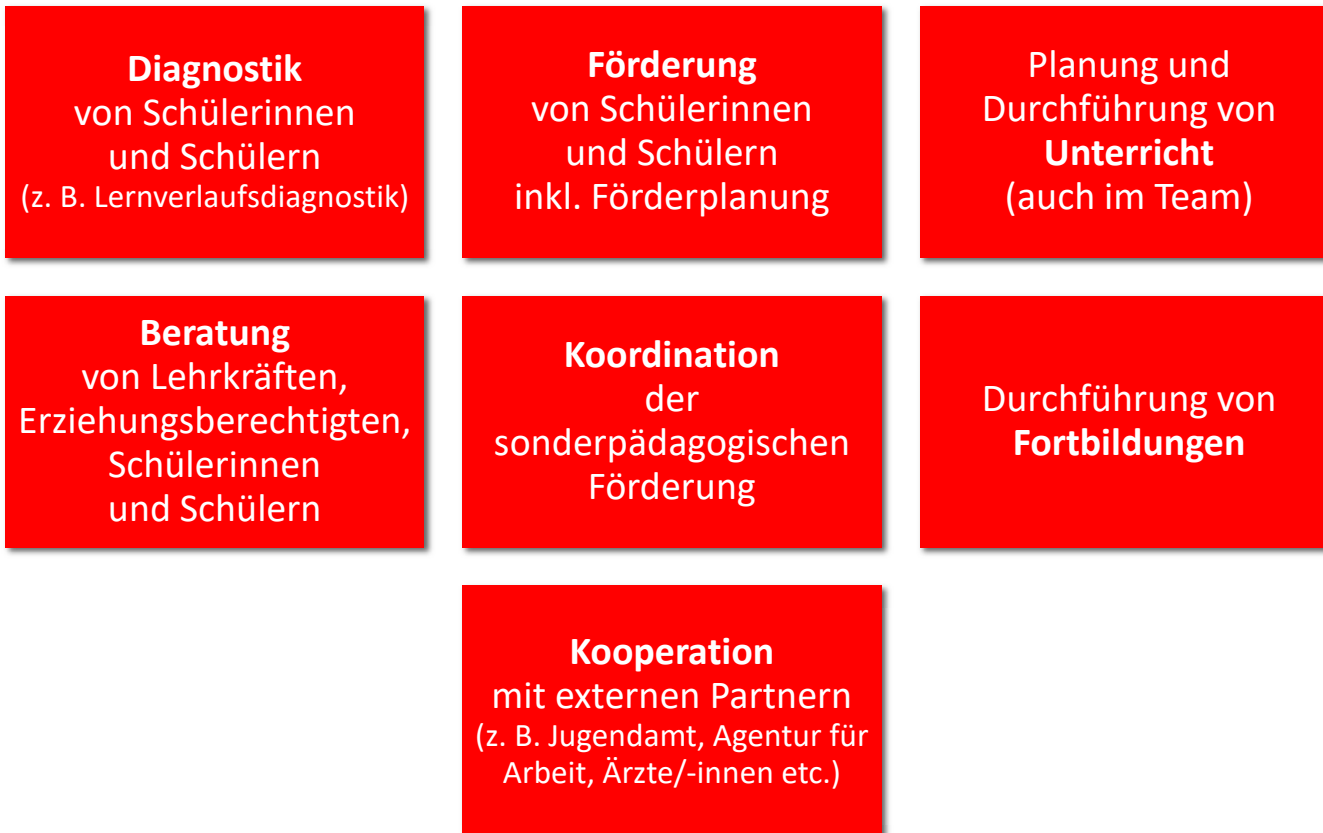 Diagnostik
von Schülerinnen
und Schülern
(z. B. Lernverlaufsdiagnostik)
Förderung
von Schülerinnen
und Schülern
inkl. Förderplanung
Planung und
Durchführung von
Unterricht
(auch im Team)
Beratung
von Lehrkräften,
Erziehungsberechtigten,
Schülerinnen
und Schülern
Koordination
der
sonderpädagogischen
Förderung
Durchführung von
Fortbildungen
Kooperation
mit externen Partnern
(z. B. Jugendamt, Agentur für
Arbeit, Ärzte/-innen etc.)